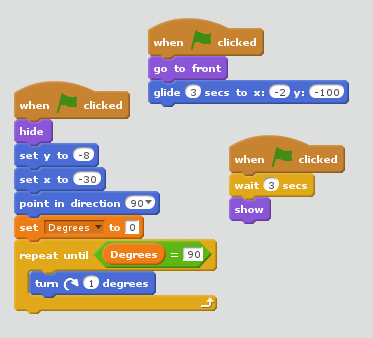 when clicked
hide
set y to -8
set x to -30
point in direction 90
set Degrees to 0
repeat until Degrees = 90
turn 1 degrees
when clicked
go to front
glide 3 secs to x: -2 y: -100
when clicked
wait 3 secs
show